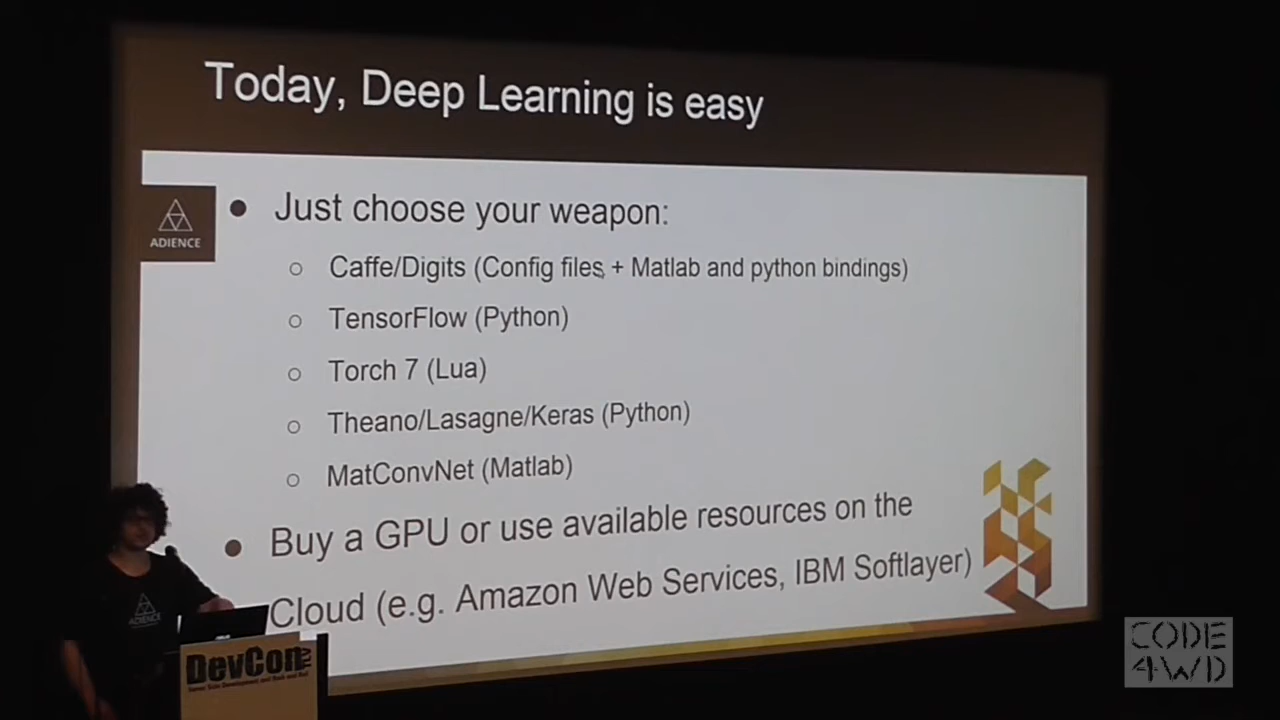 Today, Deep Learning is easy
ADIENCE
● Just choose your weapon:
○ Caffe/Digits (Config files + Matlab and python bindings)
○ TensorFlow (Python)
○ Torch 7 (Lua)
○ Theano/Lasagne/Keras (Python)
○ MatConvNet (Matlab)
● Buy a GPU or use available resources on the
Cloud (e.g. Amazon Web Services, IBM Softlayer)
ADIENCE
DevCon
CODE
4WD